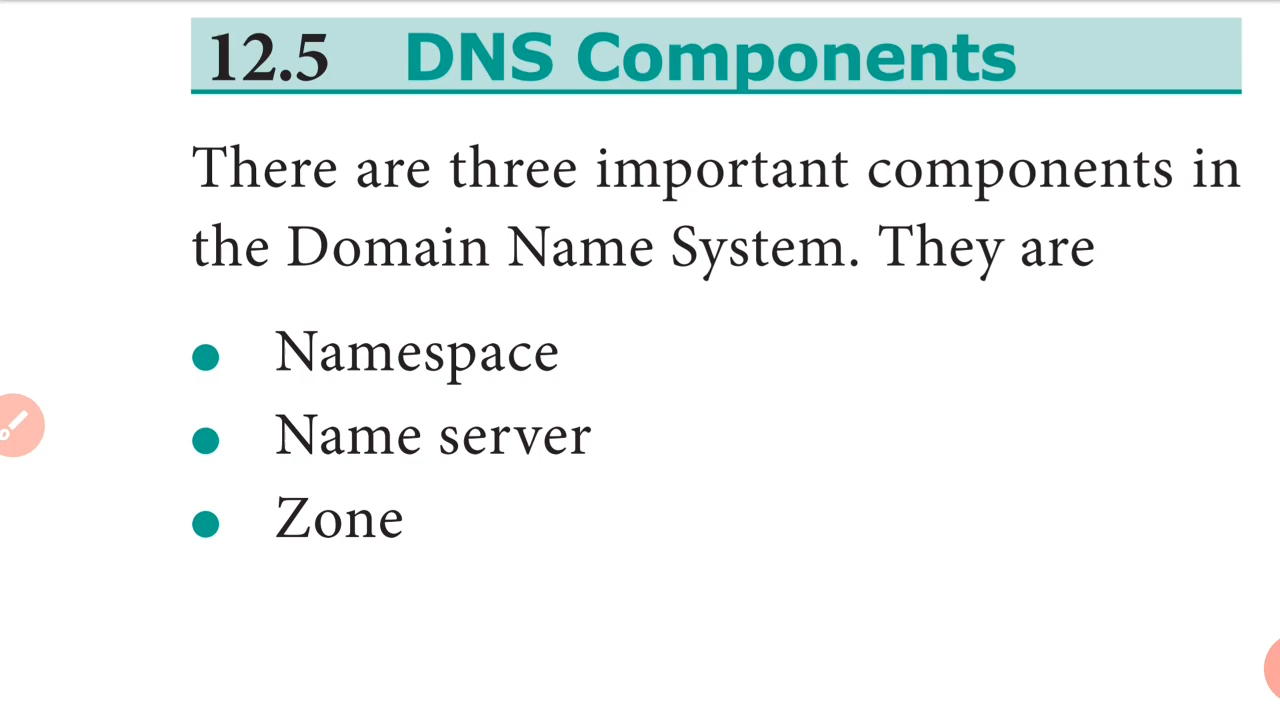 12.5 DNS Components
There are three important components in
the Domain Name System. They are
● Namespace
● Name server
● Zone